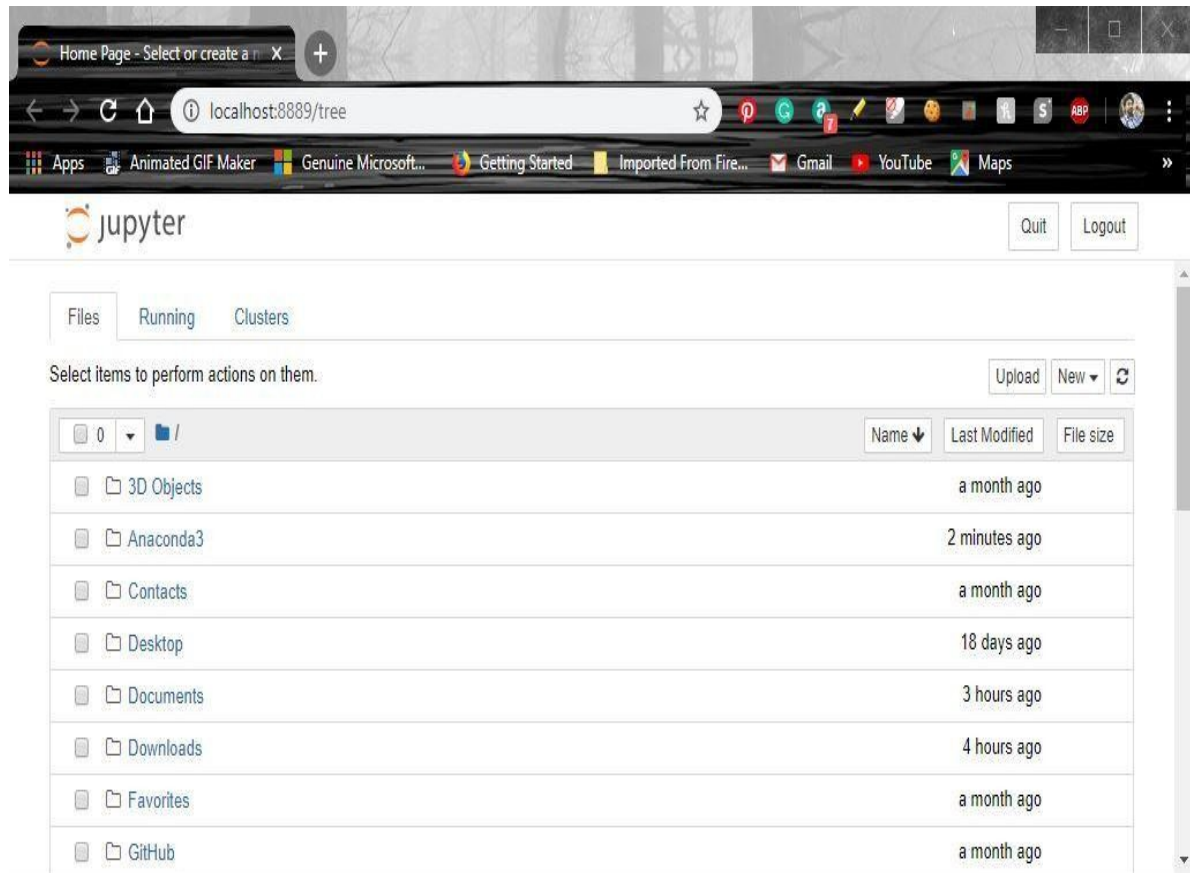 Home Page - Select or create a n X +
localhost:8889/tree 7 S ABP
Apps Animated GIF Maker Genuine Microsoft... Getting Started Imported From Fire... Gmail YouTube Maps »
jupyter Quit Logout
Files Running Clusters
Select items to perform actions on them. Upload New
0 / Name Last Modified File size
3D Objects a month ago
Anaconda3 2 minutes ago
Contacts a month ago
Desktop 18 days ago
Documents 3 hours ago
Downloads 4 hours ago
Favorites a month ago
GitHub a month ago